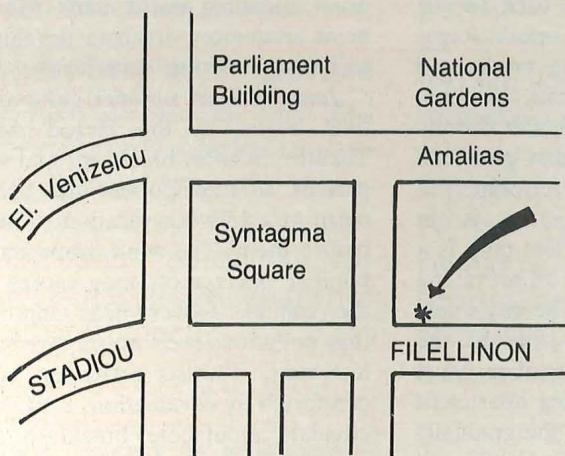 Parliament
Building
National
Gardens
El. Venizelou
Amalias
Syntagma
Square
*
STADIOU
FILELLINON